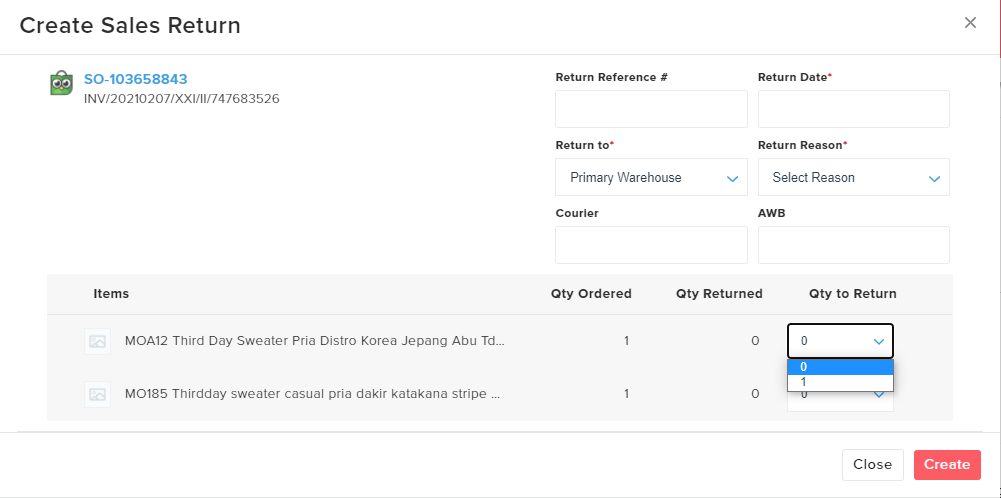 Create Sales Return
SO-103658843
INV/20210207/XXI/II/747683526
Return Reference #
Return Date*
Return to*
Return Reason*
Primary Warehouse
Select Reason
Courier
AWB
Items
Qty Ordered
Qty Returned
Qty to Return
MOA12 Third Day Sweater Pria Distro Korea Jepang Abu Td...
1
0
0
0
1
MO185 Thirdday sweater casual pria dakir katakana stripe ...
1
0
0
Close
Create